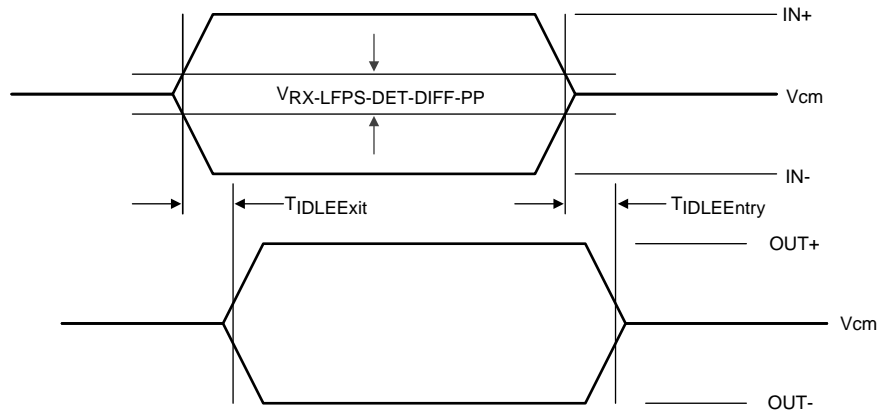 IN+
VRX-LFPS-DET-DIFF-PP
Vcm
IN-
TIDLEExit
TIDLEEntry
OUT+
Vcm
OUT-